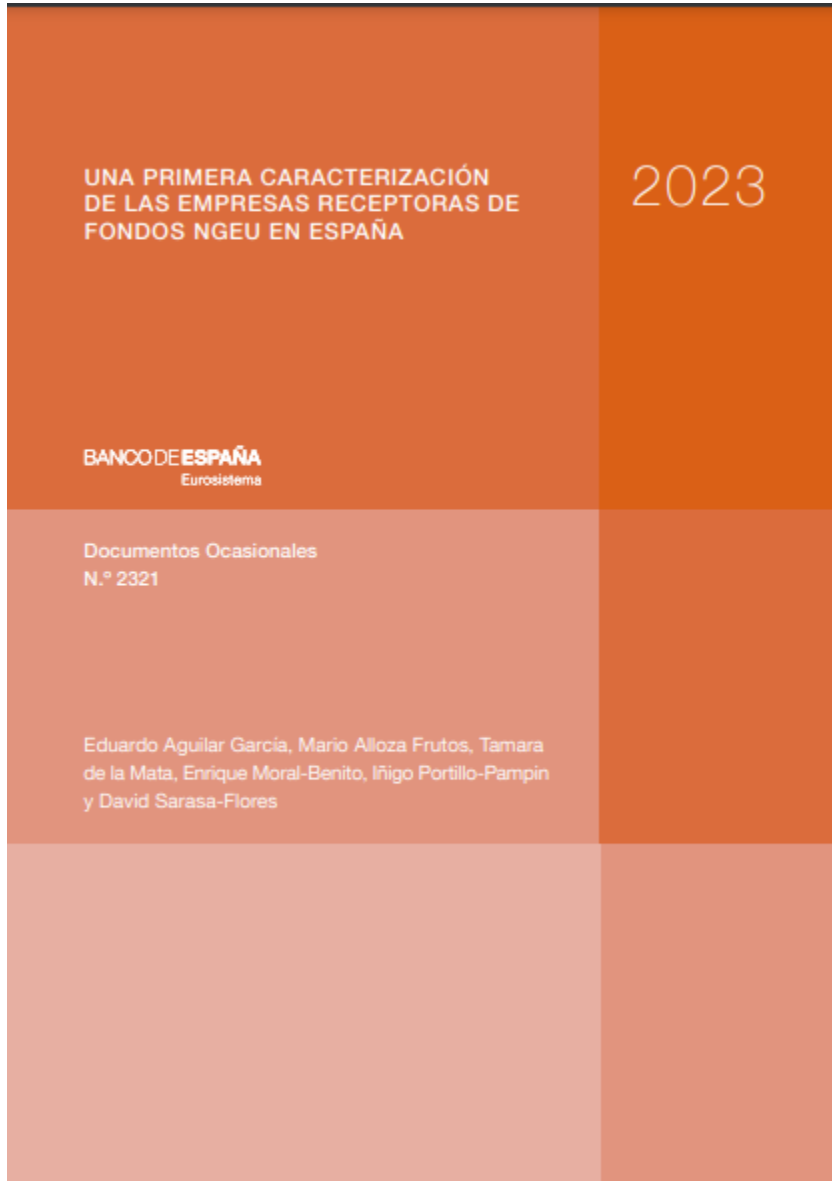 UNA PRIMERA CARACTERIZACIÓN
DE LAS EMPRESAS RECEPTORAS DE
FONDOS NGEU EN ESPAÑA
2023
BANCO DE ESPAÑA
Eurosistema
Documentos Ocasionales
N.º 2321
Eduardo Aguilar García, Mario Alloza Frutos, Tamara
de la Mata, Enrique Moral-Benito, Iñigo Portillo-Pampin
y David Sarasa-Flores